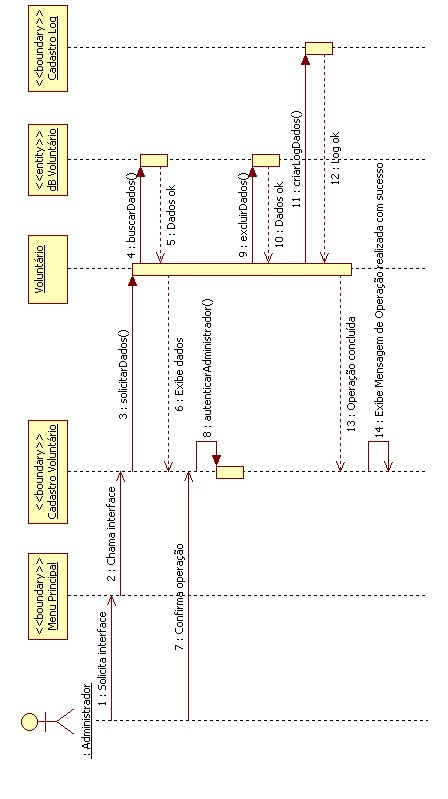 : Administrador
<<boundary>>
Menu Principal
<<boundary>>
Cadastro Voluntário
Voluntário
<<entity>>
dB Voluntário
<<boundary>>
Cadastro Log
1 : Solicita interface
2 : Chama interface
3 : solicitarDados()
4 : buscarDados()
5 : Dados ok
6 : Exibe dados
7 : Confirma operação
8 : autenticarAdministrador()
9 : excluirDados()
10 : Dados ok
11 : criarLogDados()
12 : Log ok
13 : Operação concluída
14 : Exibe Mensagem de Operação realizada com sucesso